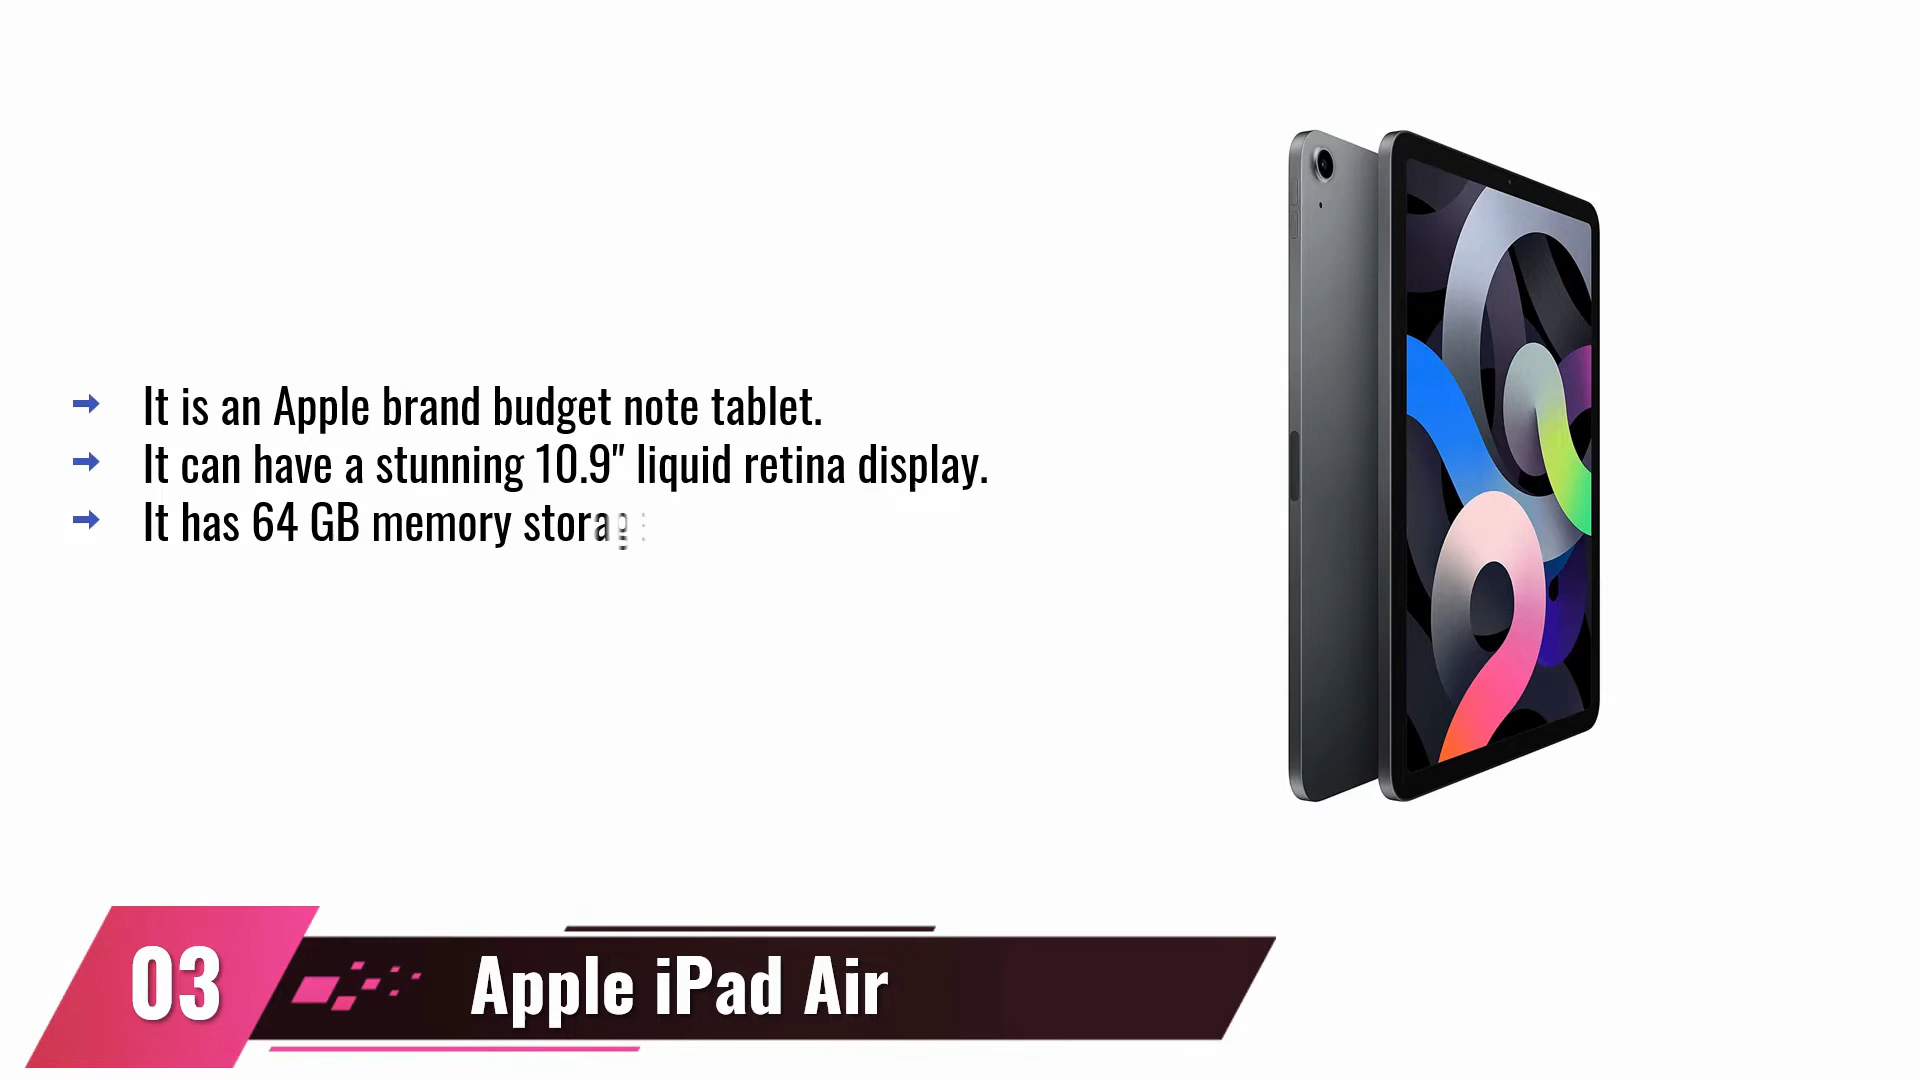 It is an Apple brand budget note tablet.
It can have a stunning 10.9" liquid retina display.
It has 64 GB memory
03
Apple iPad Air